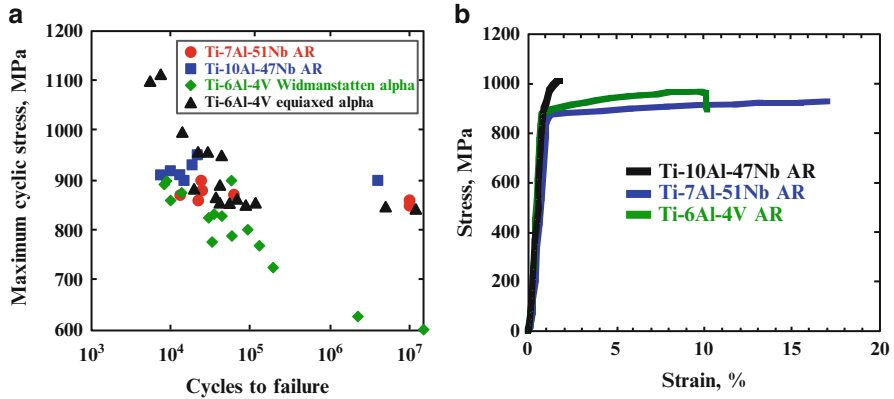 a
1200
1100
1000
900
800
700
600
10³
10⁴
10⁵
10⁶
10⁷
Maximum cyclic stress, MPa
Cycles to failure
Ti-7Al-51Nb AR
Ti-10Al-47Nb AR
Ti-6Al-4V Widmanstatten alpha
Ti-6Al-4V equiaxed alpha
b
1200
1000
800
600
400
200
0
0
5
10
15
20
Stress, MPa
Strain, %
Ti-10Al-47Nb AR
Ti-7Al-51Nb AR
Ti-6Al-4V AR